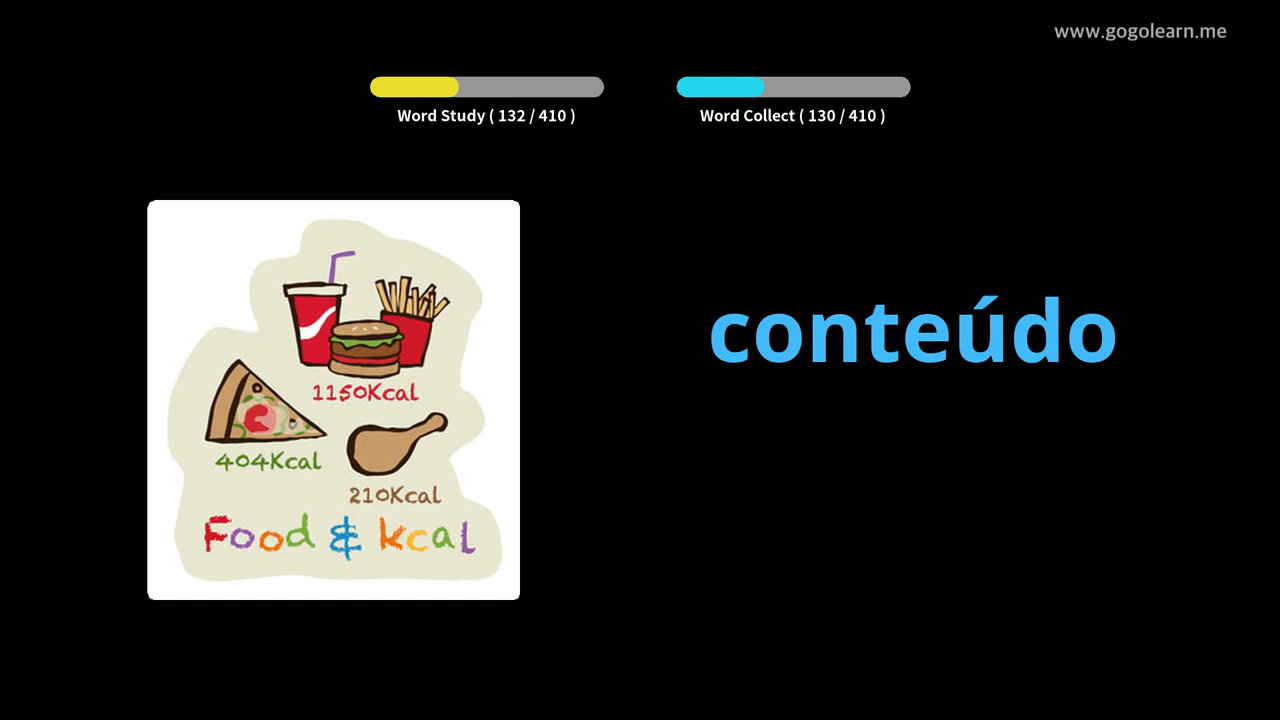 www.gogolearn.me
Word Study ( 132 / 410 )
Word Collect ( 130 / 410 )
1150Kcal
404Kcal
210Kcal
Food & kcal
conteúdo